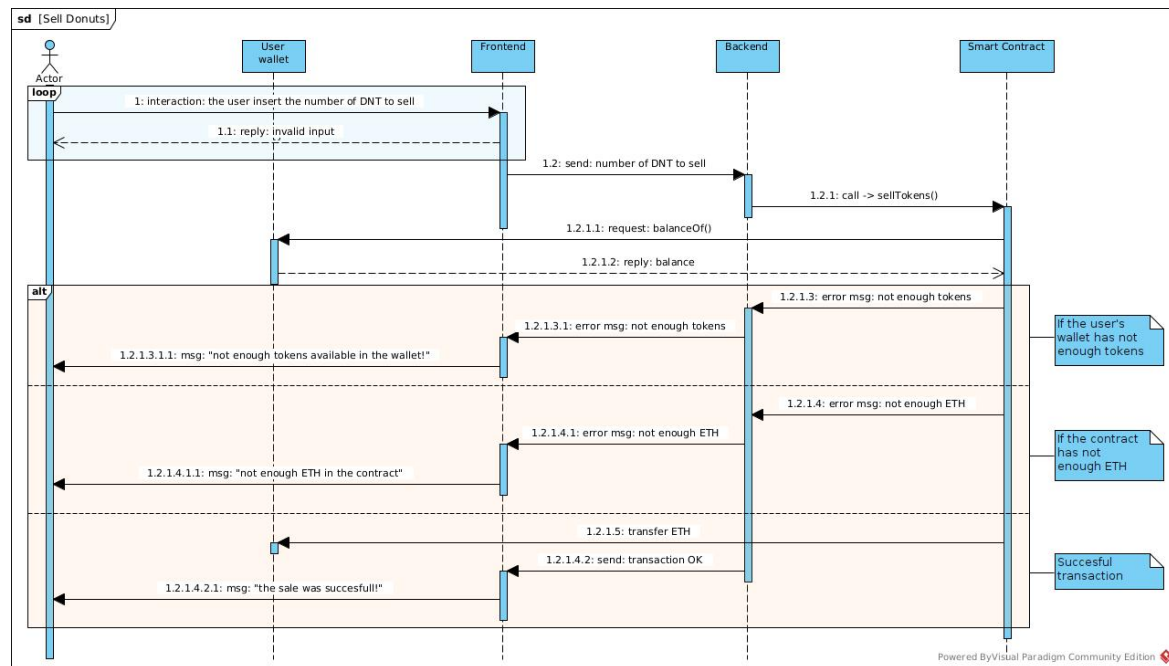 sd [Sell Donuts]
User
wallet
Frontend
Backend
Smart Contract
Actor
loop
1: interaction: the user insert the number of DNT to sell
1.1: reply: invalid input
1.2: send: number of DNT to sell
1.2.1: call -> sellTokens()
1.2.1.1: request: balanceOf()
1.2.1.2: reply: balance
alt
1.2.1.3: error msg: not enough tokens
1.2.1.3.1: error msg: not enough tokens
1.2.1.3.1.1: msg: "not enough tokens available in the wallet!"
If the user's
wallet has not
enough tokens
1.2.1.4: error msg: not enough ETH
1.2.1.4.1: error msg: not enough ETH
1.2.1.4.1.1: msg: "not enough ETH in the contract"
If the contract
has not
enough ETH
1.2.1.5: transfer ETH
1.2.1.4.2: send: transaction OK
1.2.1.4.2.1: msg: "the sale was succesfull!"
Succesful
transaction
Powered ByVisual Paradigm Community Edition